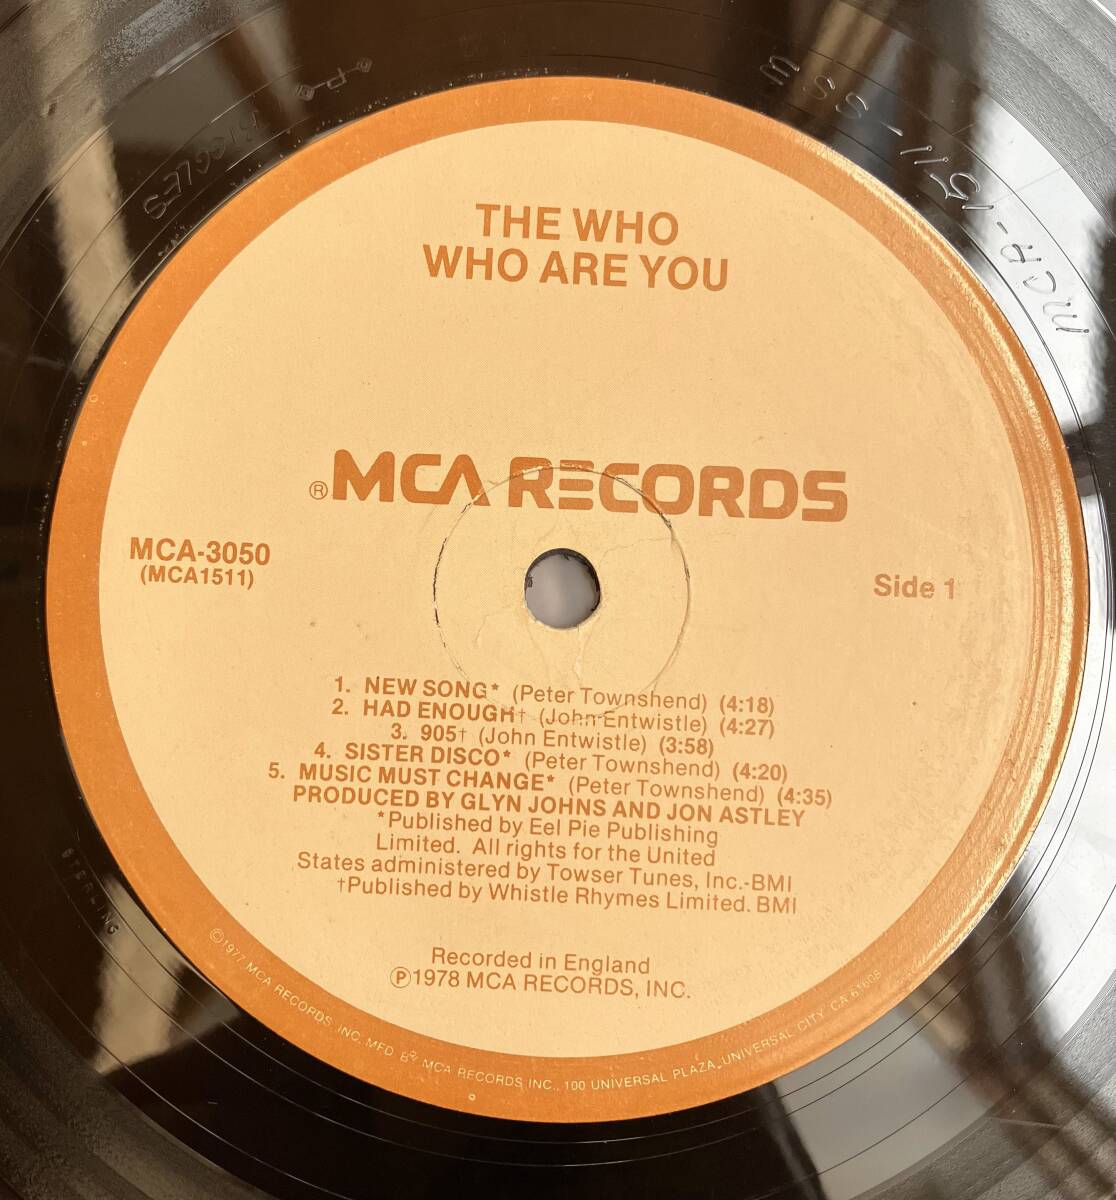 THE WHO
WHO ARE YOU
® MCA RECORDS
MCA-3050
(MCA1511)
Side 1
1. NEW SONG* (Peter Townshend) (4:18)
2. HAD ENOUGH† (John Entwistle) (4:27)
3. 905† (John Entwistle) (3:58)
4. SISTER DISCO* (Peter Townshend) (4:20)
5. MUSIC MUST CHANGE* (Peter Townshend) (4:35)
PRODUCED BY GLYN JOHNS AND JON ASTLEY
*Published by Eel Pie Publishing
Limited. All rights for the United
States administered by Towser Tunes, Inc.-BMI
†Published by Whistle Rhymes Limited. BMI
Recorded in England
℗1978 MCA RECORDS, INC.
©1977 MCA RECORDS, INC. MFD. BY MCA RECORDS INC., 100 UNIVERSAL PLAZA, UNIVERSAL CITY, CA 61608
STERLING
BIGGLES